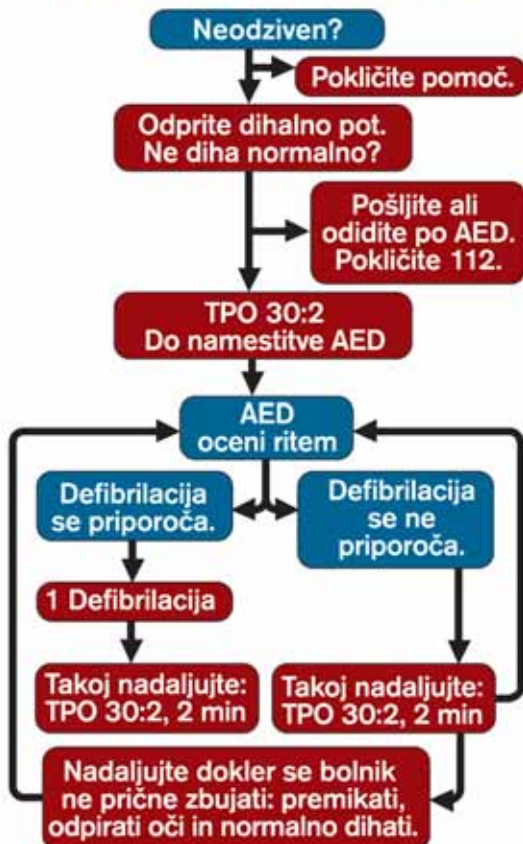 Neodziven?
Pokličite pomoč.
Odprite dihalno pot.
Ne diha normalno?
Pošljite ali
odidite po AED.
Pokličite 112.
TPO 30:2
Do namestitve AED
AED
oceni ritem
Defibrilacija
se priporoča.
Defibrilacija
se ne
priporoča.
1 Defibrilacija
Takoj nadaljujte:
TPO 30:2, 2 min
Takoj nadaljujte:
TPO 30:2, 2 min
Nadaljujte dokler se bolnik
ne prične zbujati: premikati,
odpirati oči in normalno dihati.